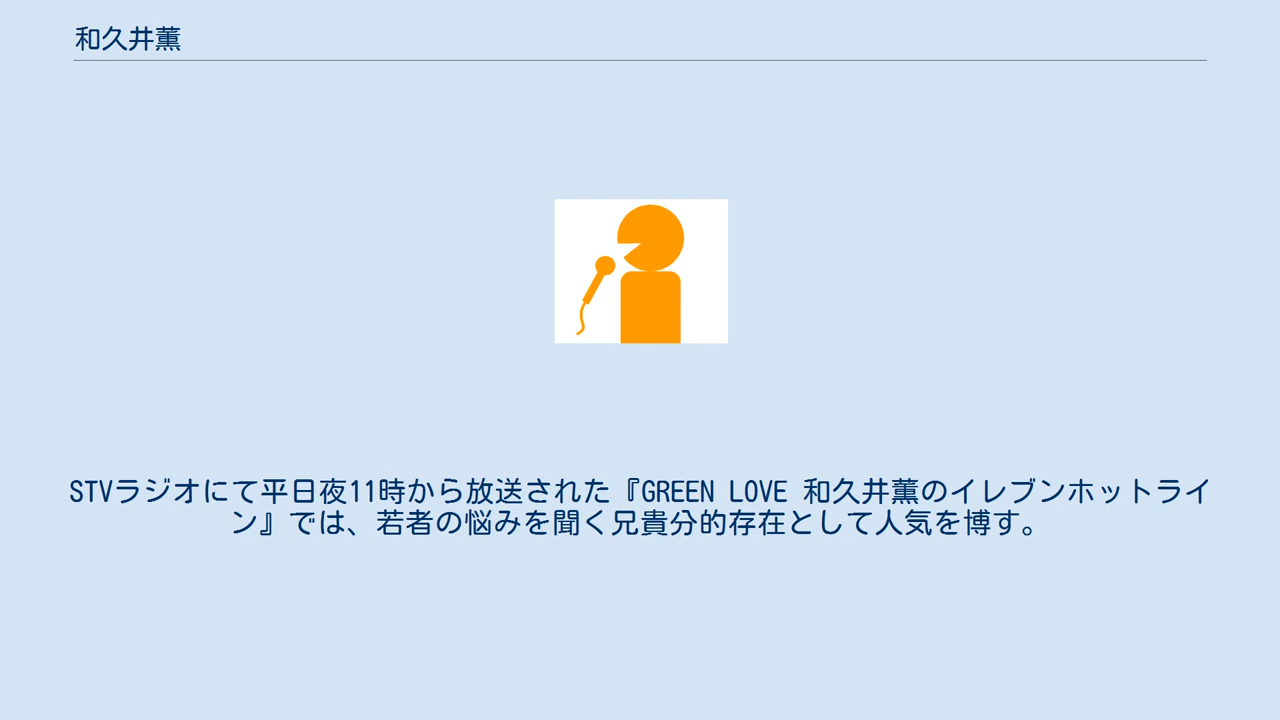 和久井薫
STVラジオにて平日夜11時から放送された『GREEN LOVE 和久井薫のイレブンホットライ
ン』では、若者の悩みを聞く兄貴分的存在として人気を博す。